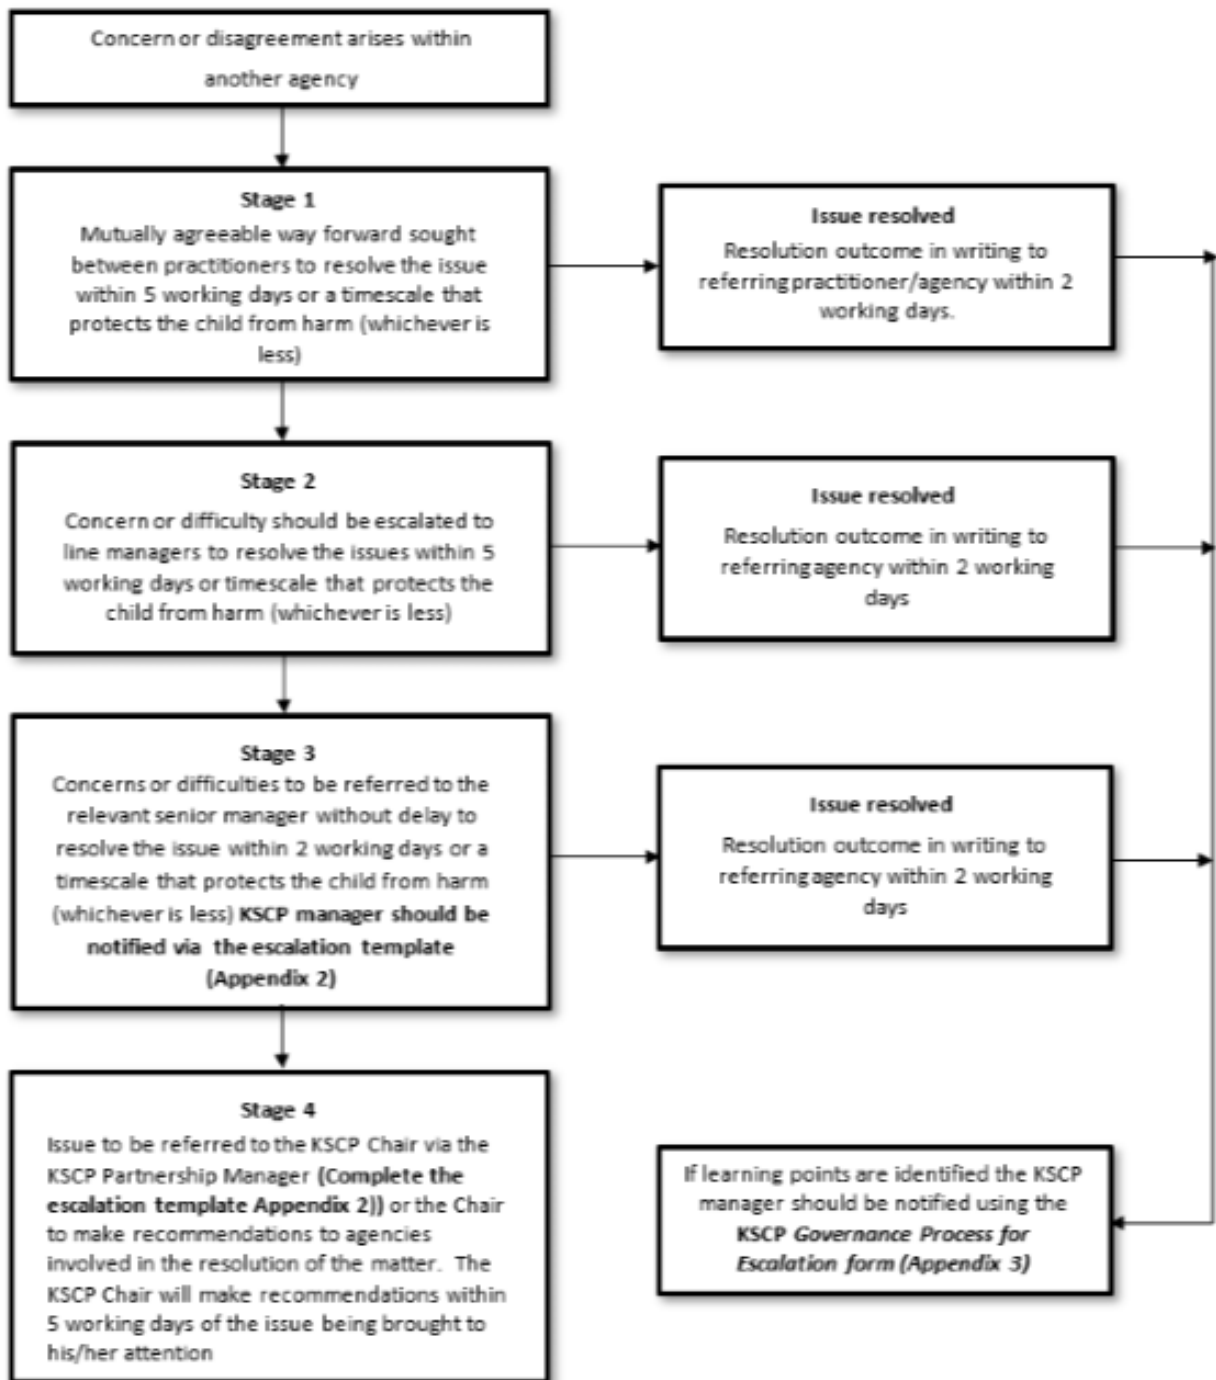 Concern or disagreement arises within
another agency
Stage 1
Mutually agreeable way forward sought
between practitioners to resolve the issue
within 5 working days or a timescale that
protects the child from harm (whichever is
less)
Issue resolved
Resolution outcome in writing to
referring practitioner/agency within 2
working days.
Stage 2
Concern or difficulty should be escalated to
line managers to resolve the issues within 5
working days or timescale that protects the
child from harm (whichever is less)
Issue resolved
Resolution outcome in writing to
referring agency within 2 working
days
Stage 3
Concerns or difficulties to be referred to the
relevant senior manager without delay to
resolve the issue within 2 working days or a
timescale that protects the child from harm
(whichever is less) KSCP manager should be
notified via the escalation template
(Appendix 2)
Issue resolved
Resolution outcome in writing to
referring agency within 2 working
days
Stage 4
Issue to be referred to the KSCP Chair via the
KSCP Partnership Manager (Complete the
escalation template Appendix 2)) or the Chair
to make recommendations to agencies
involved in the resolution of the matter. The
KSCP Chair will make recommendations within
5 working days of the issue being brought to
his/her attention
If learning points are identified the KSCP
manager should be notified using the
KSCP Governance Process for
Escalation form (Appendix 3)